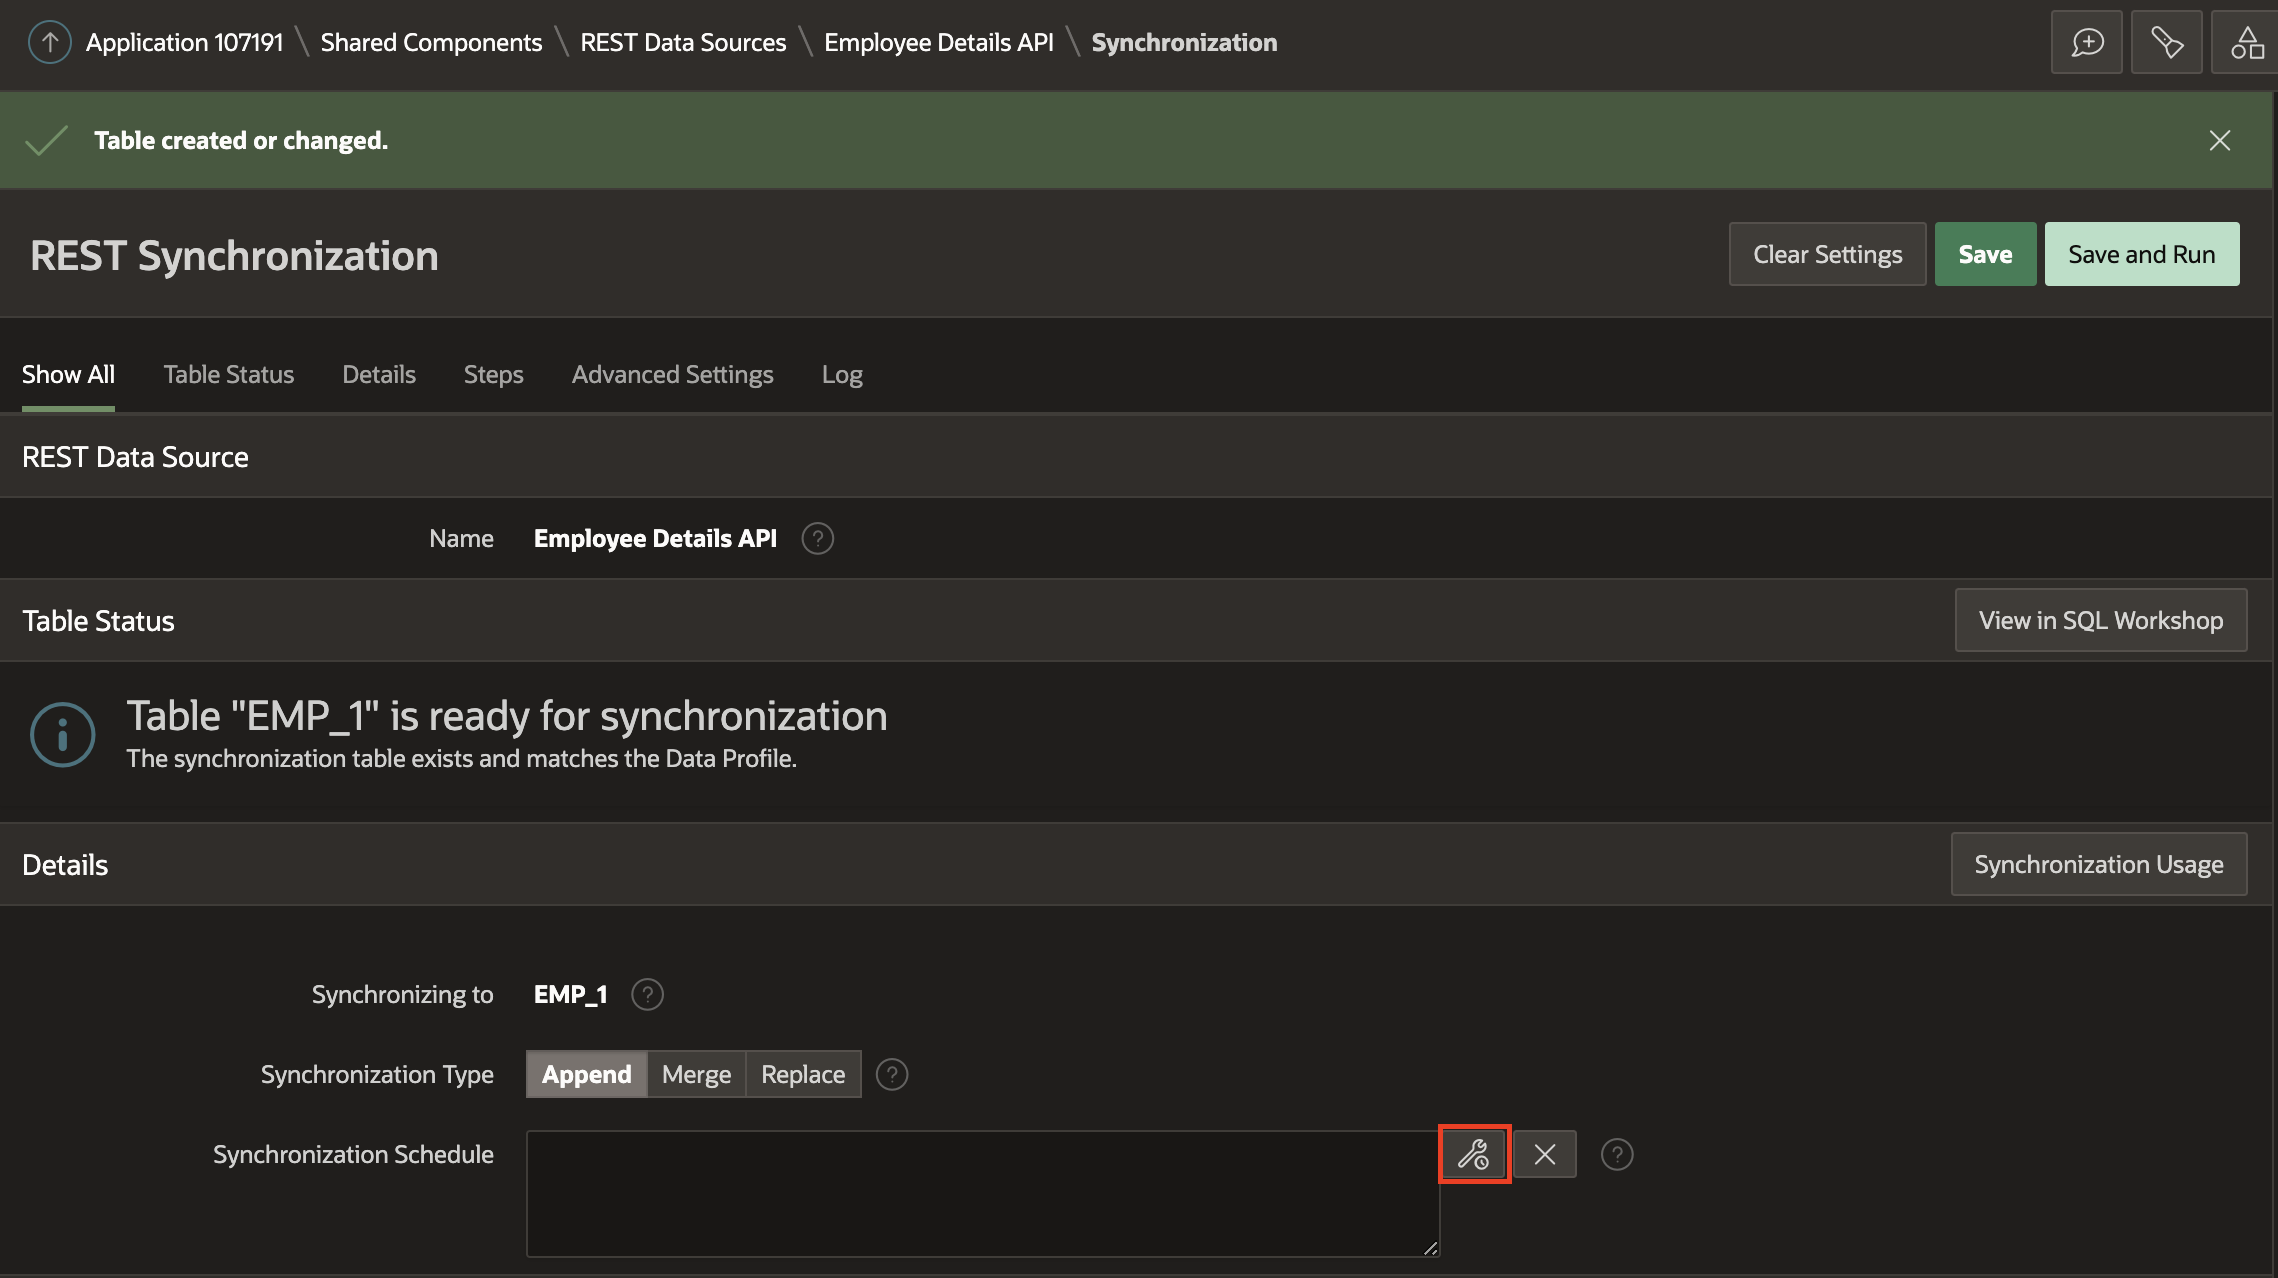 Application 107191 \ Shared Components \ REST Data Sources \ Employee Details API \ Synchronization
Table created or changed.
REST Synchronization
Clear Settings
Save
Save and Run
Show All
Table Status
Details
Steps
Advanced Settings
Log
REST Data Source
Name
Employee Details API
Table Status
View in SQL Workshop
Table "EMP_1" is ready for synchronization
The synchronization table exists and matches the Data Profile.
Details
Synchronization Usage
Synchronizing to
EMP_1
Synchronization Type
Append
Merge
Replace
Synchronization Schedule